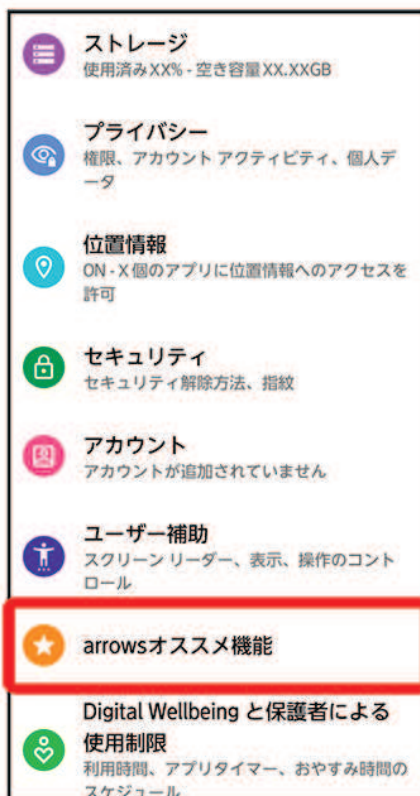 ストレージ
使用済みXX% - 空き容量XX.XXGB
プライバシー
権限、アカウント アクティビティ、個人デ
ータ
位置情報
ON - X 個のアプリに位置情報へのアクセスを
許可
セキュリティ
セキュリティ解除方法、指紋
アカウント
アカウントが追加されていません
ユーザー補助
スクリーン リーダー、表示、操作のコント
ロール
arrowsオススメ機能
Digital Wellbeing と保護者による
使用制限
利用時間、アプリタイマー、おやすみ時間の
スケジュール